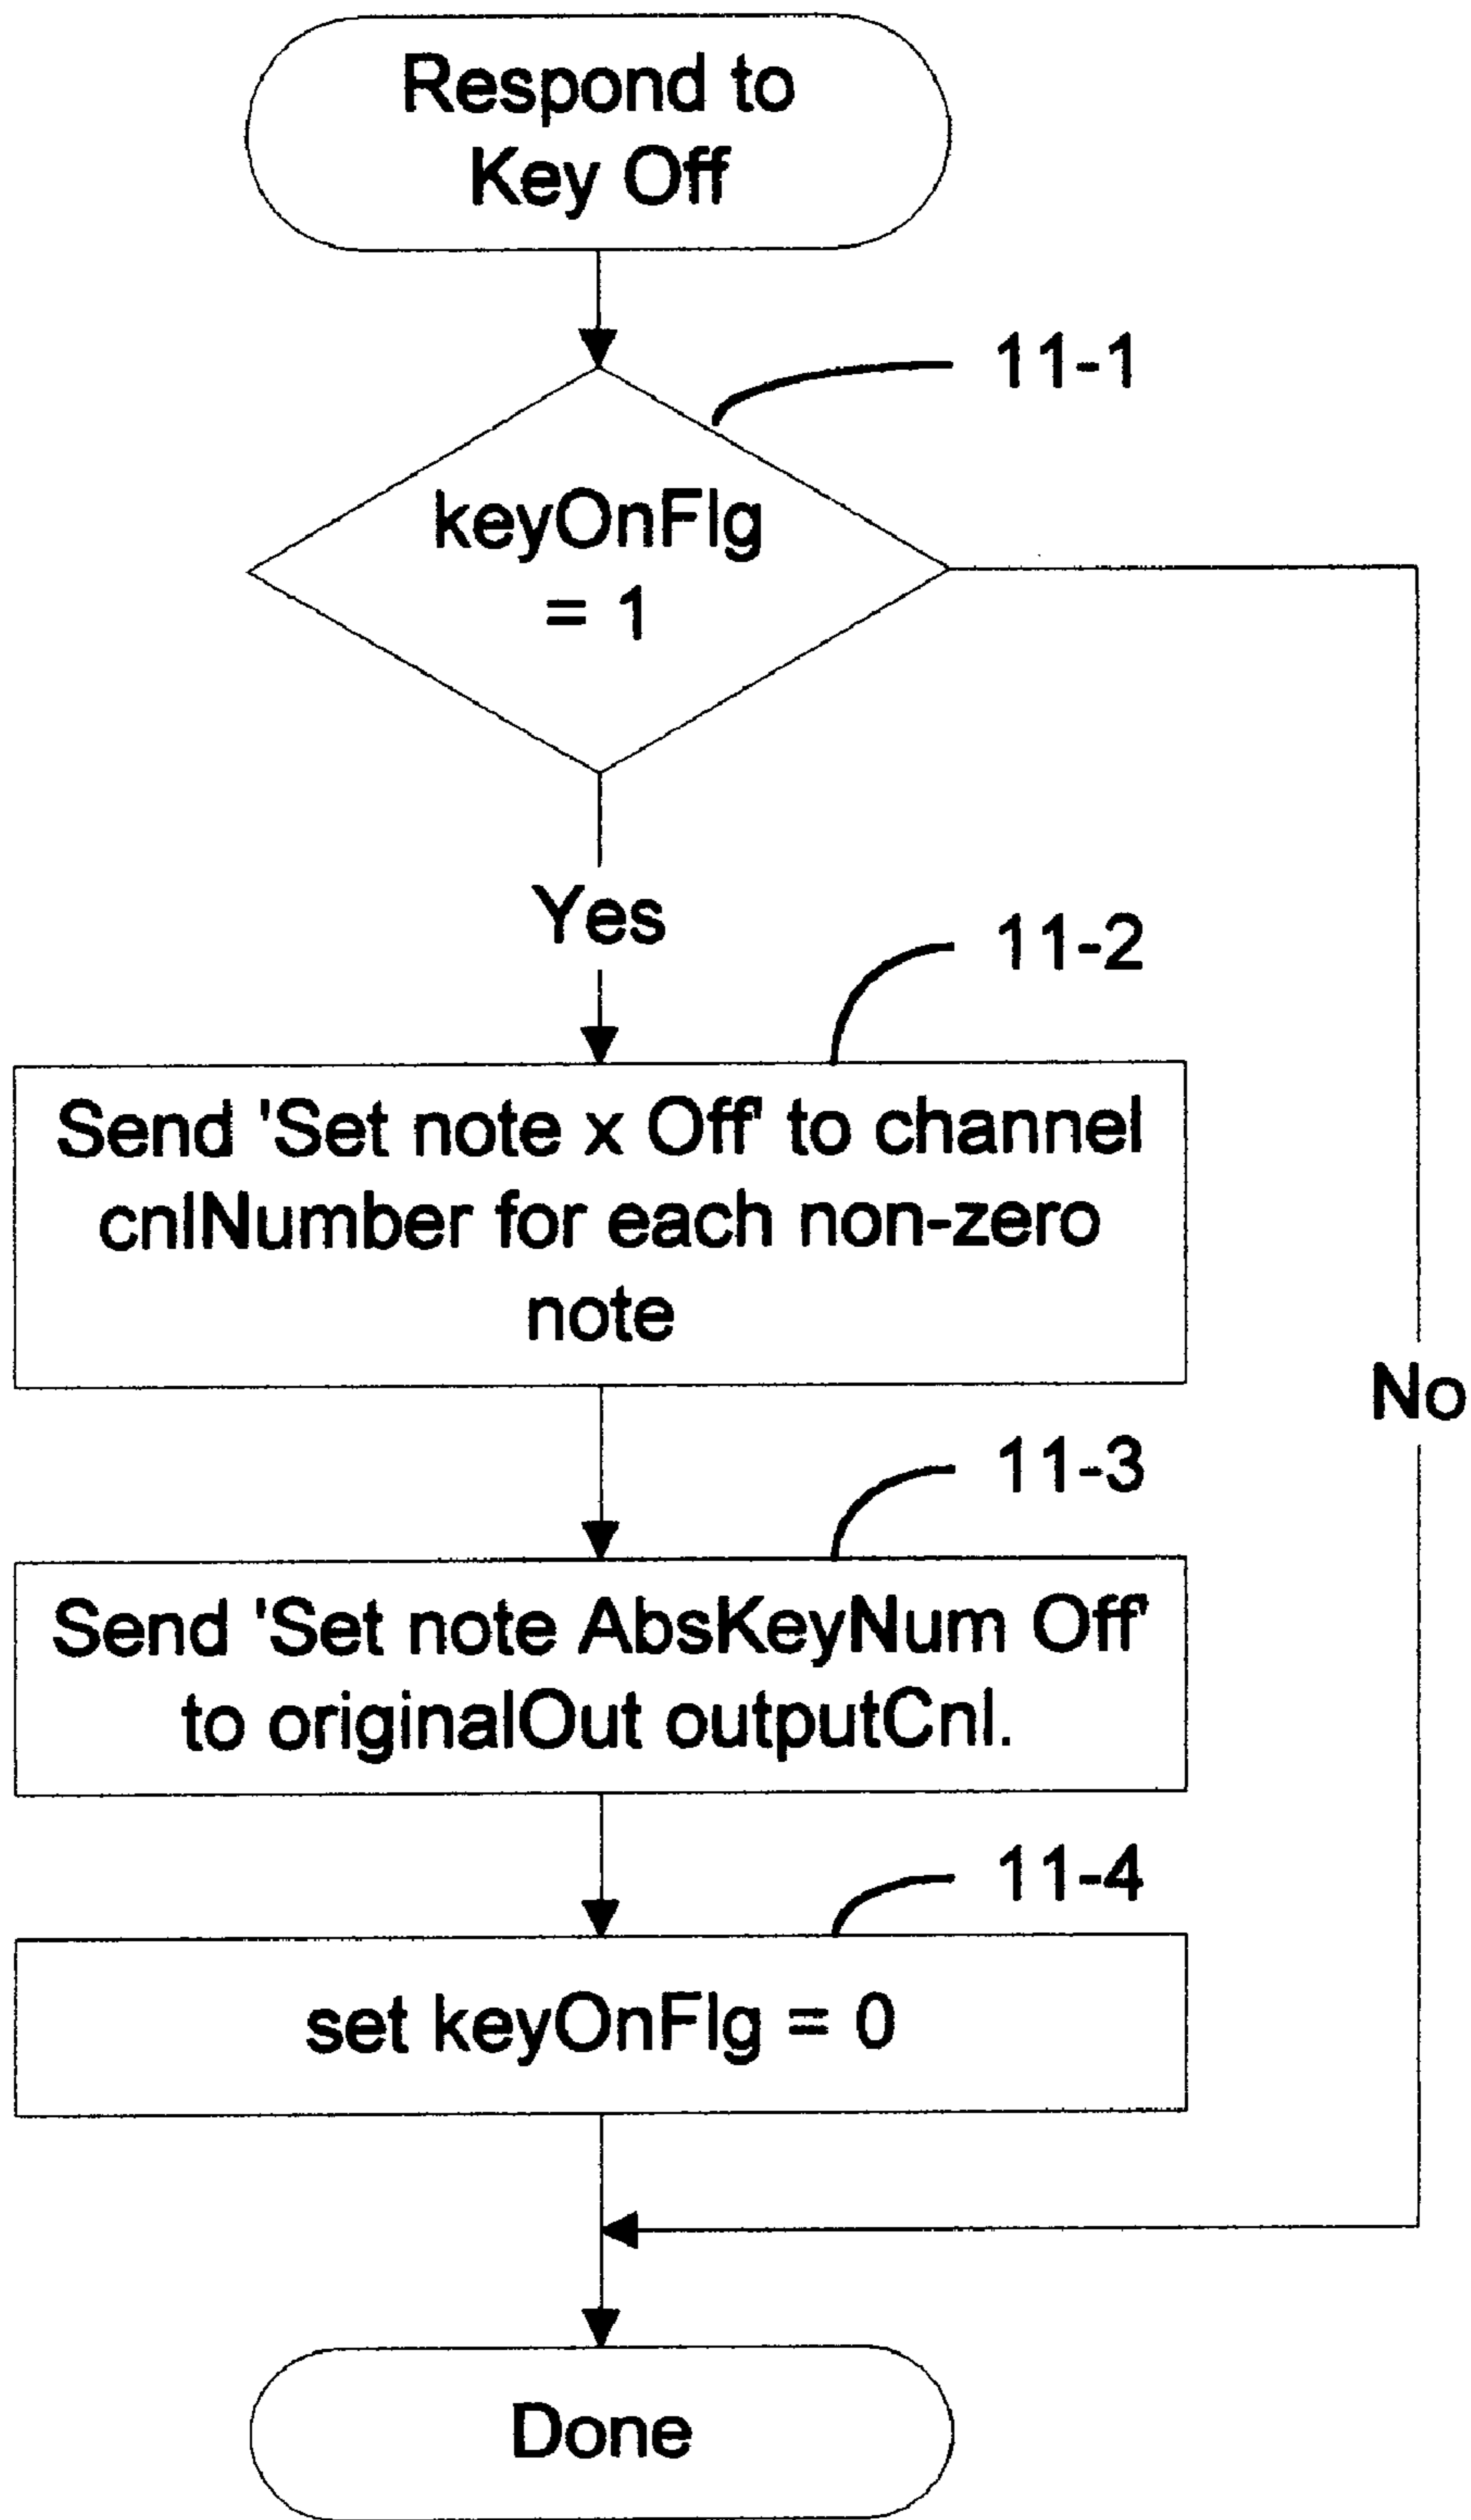 Respond to
Key Off
11-1
keyOnFlg
= 1
Yes
11-2
Send 'Set note x Off' to channel
cnlNumber for each non-zero
note
No
11-3
Send 'Set note AbsKeyNum Off'
to originalOut outputCnl.
11-4
set keyOnFlg = 0
Done